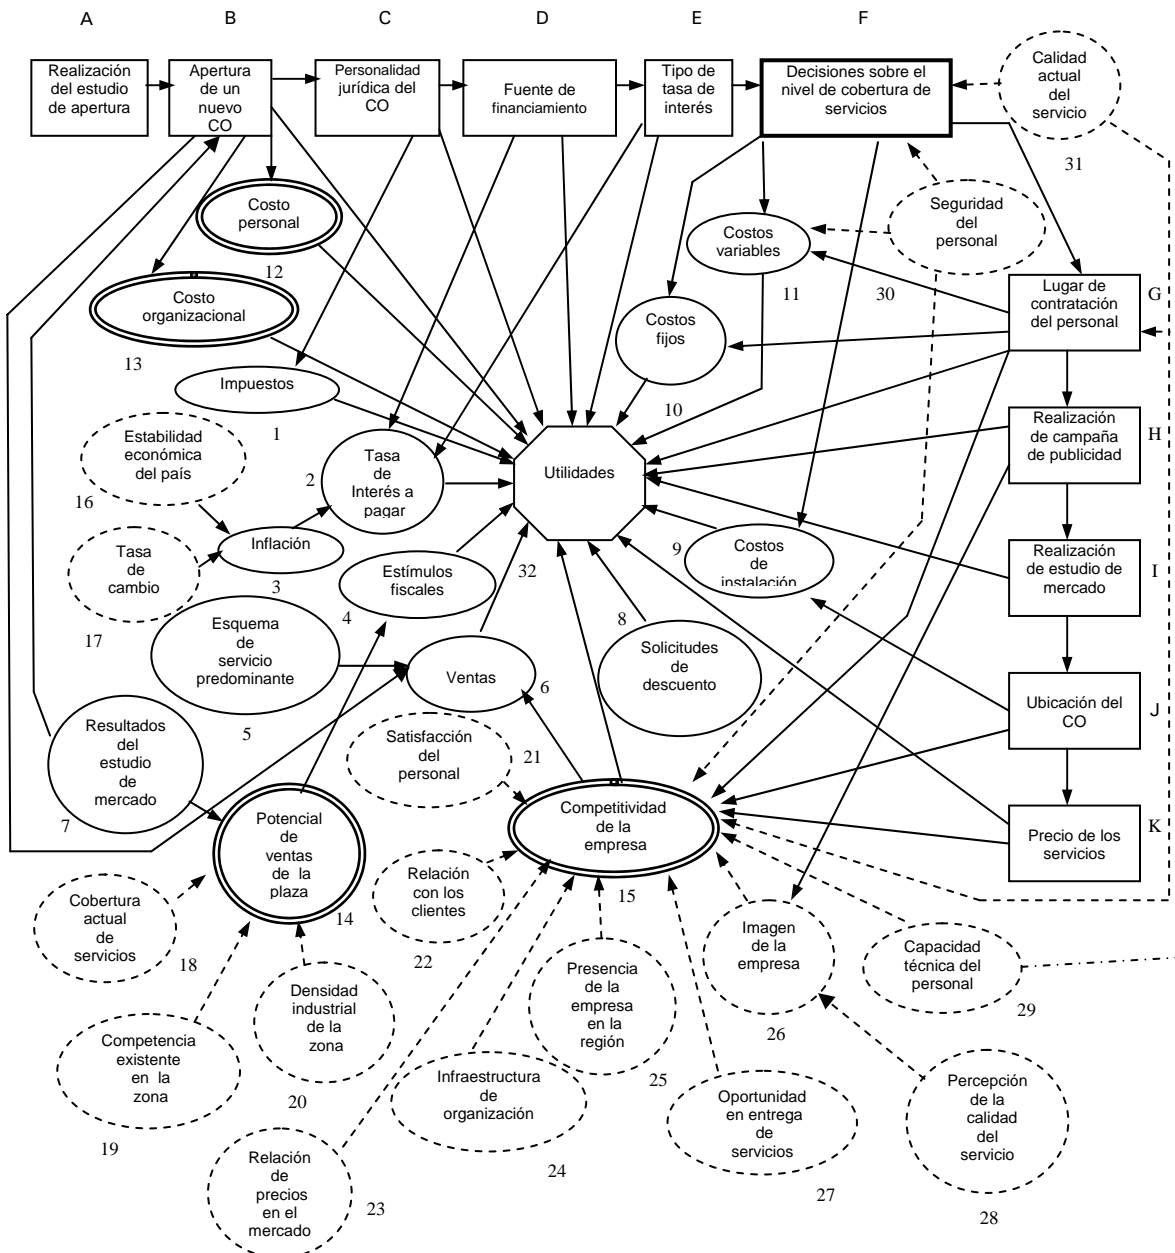 A
B
C
D
E
F
Realización
del estudio
de apertura
Apertura
de un
nuevo
CO
Personalidad
jurídica del
CO
Fuente de
financiamiento
Tipo de
tasa de
interés
Decisiones sobre el
nivel de cobertura de
servicios
Calidad
actual
del
servicio
31
Costo
personal
12
Costos
variables
11
Seguridad
del
personal
30
Costo
organizacional
13
Costos
fijos
10
Lugar de
contratación
del personal
G
Impuestos
1
Estabilidad
económica
del país
16
Tasa
de
Interés a
pagar
2
Utilidades
32
Realización
de campaña
de publicidad
H
Inflación
3
Tasa
de
cambio
17
Estímulos
fiscales
4
Costos
de
instalación
9
Realización
de estudio de
mercado
I
Esquema
de
servicio
predominante
5
Ventas
6
Solicitudes
de
descuento
8
Ubicación del
CO
J
Resultados
del
estudio
de
mercado
7
Satisfacción
del
personal
21
Potencial
de
ventas
de la
plaza
14
Competitividad
de la
empresa
15
Precio de los
servicios
K
Cobertura
actual
de
servicios
18
Relación
con los
clientes
22
Imagen
de la
empresa
26
Capacidad
técnica del
personal
29
Densidad
industrial
de la
zona
20
Presencia
de la
empresa
en la
región
25
Competencia
existente
en la
zona
19
Infraestructura
de
organización
24
Oportunidad
en entrega
de
servicios
27
Percepción
de la
calidad
del
servicio
28
Relación
de
precios
en el
mercado
23